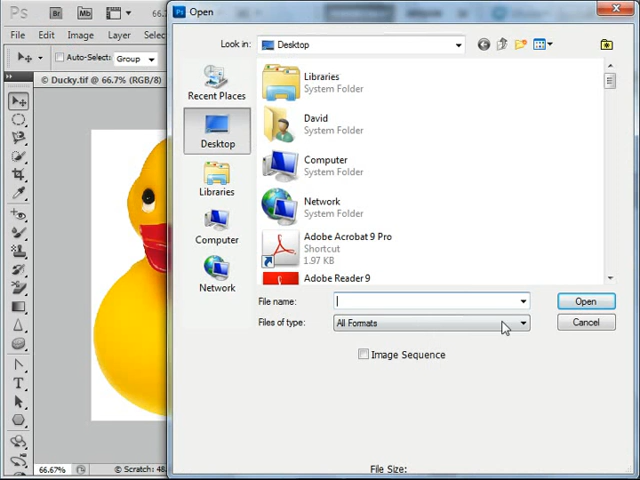 Ps
Br
Mb
66.
File Edit Image Layer
Auto-Select: Group
© Ducky.tif @ 66.7% (RGB/8)
66.67%
© Scratch: 48.
Ps Open
Look in: Desktop
Recent Places
Desktop
Libraries
Computer
Network
Libraries
System Folder
David
System Folder
Computer
System Folder
Network
System Folder
Adobe Acrobat 9 Pro
Shortcut
1.97 KB
Adobe Reader 9
File name:
Open
Files of type: All Formats
Cancel
Image Sequence
File Size: